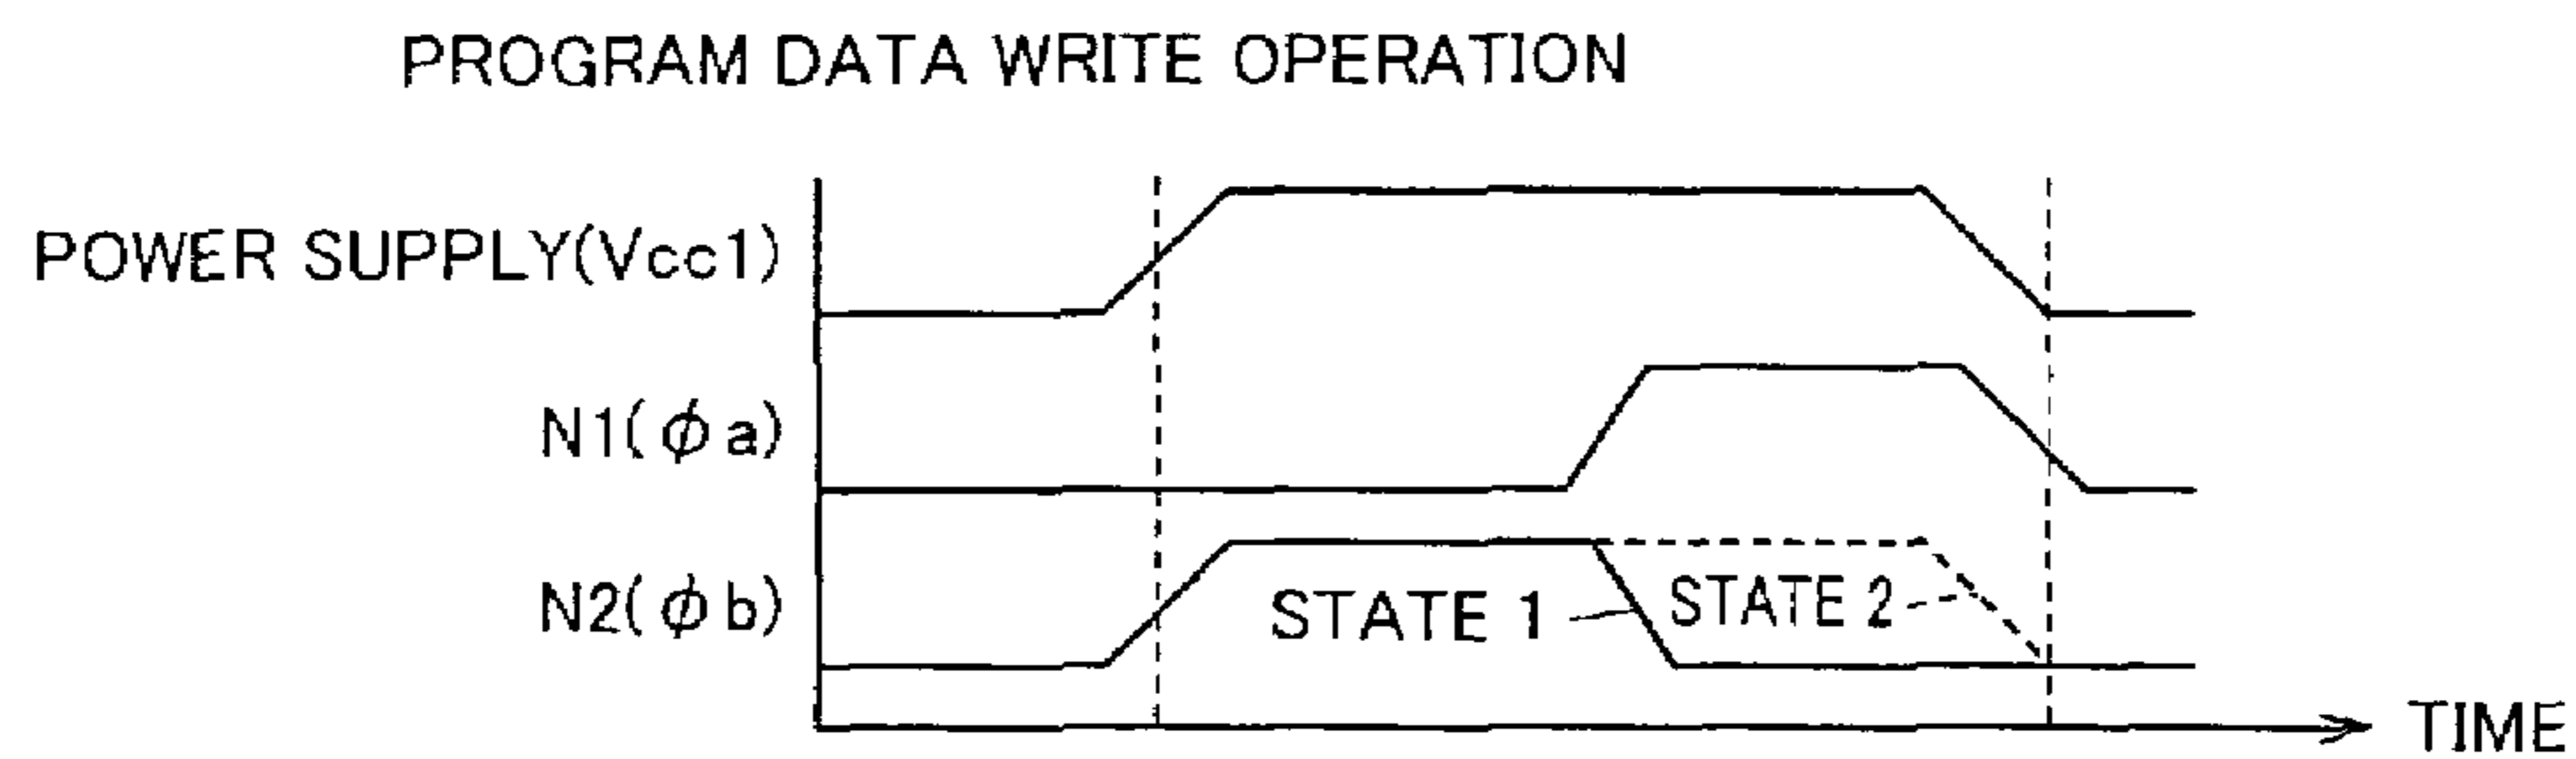 PROGRAM DATA WRITE OPERATION
POWER SUPPLY(Vcc1)
N1(ϕa)
N2(ϕb)
STATE 1
STATE 2
TIME